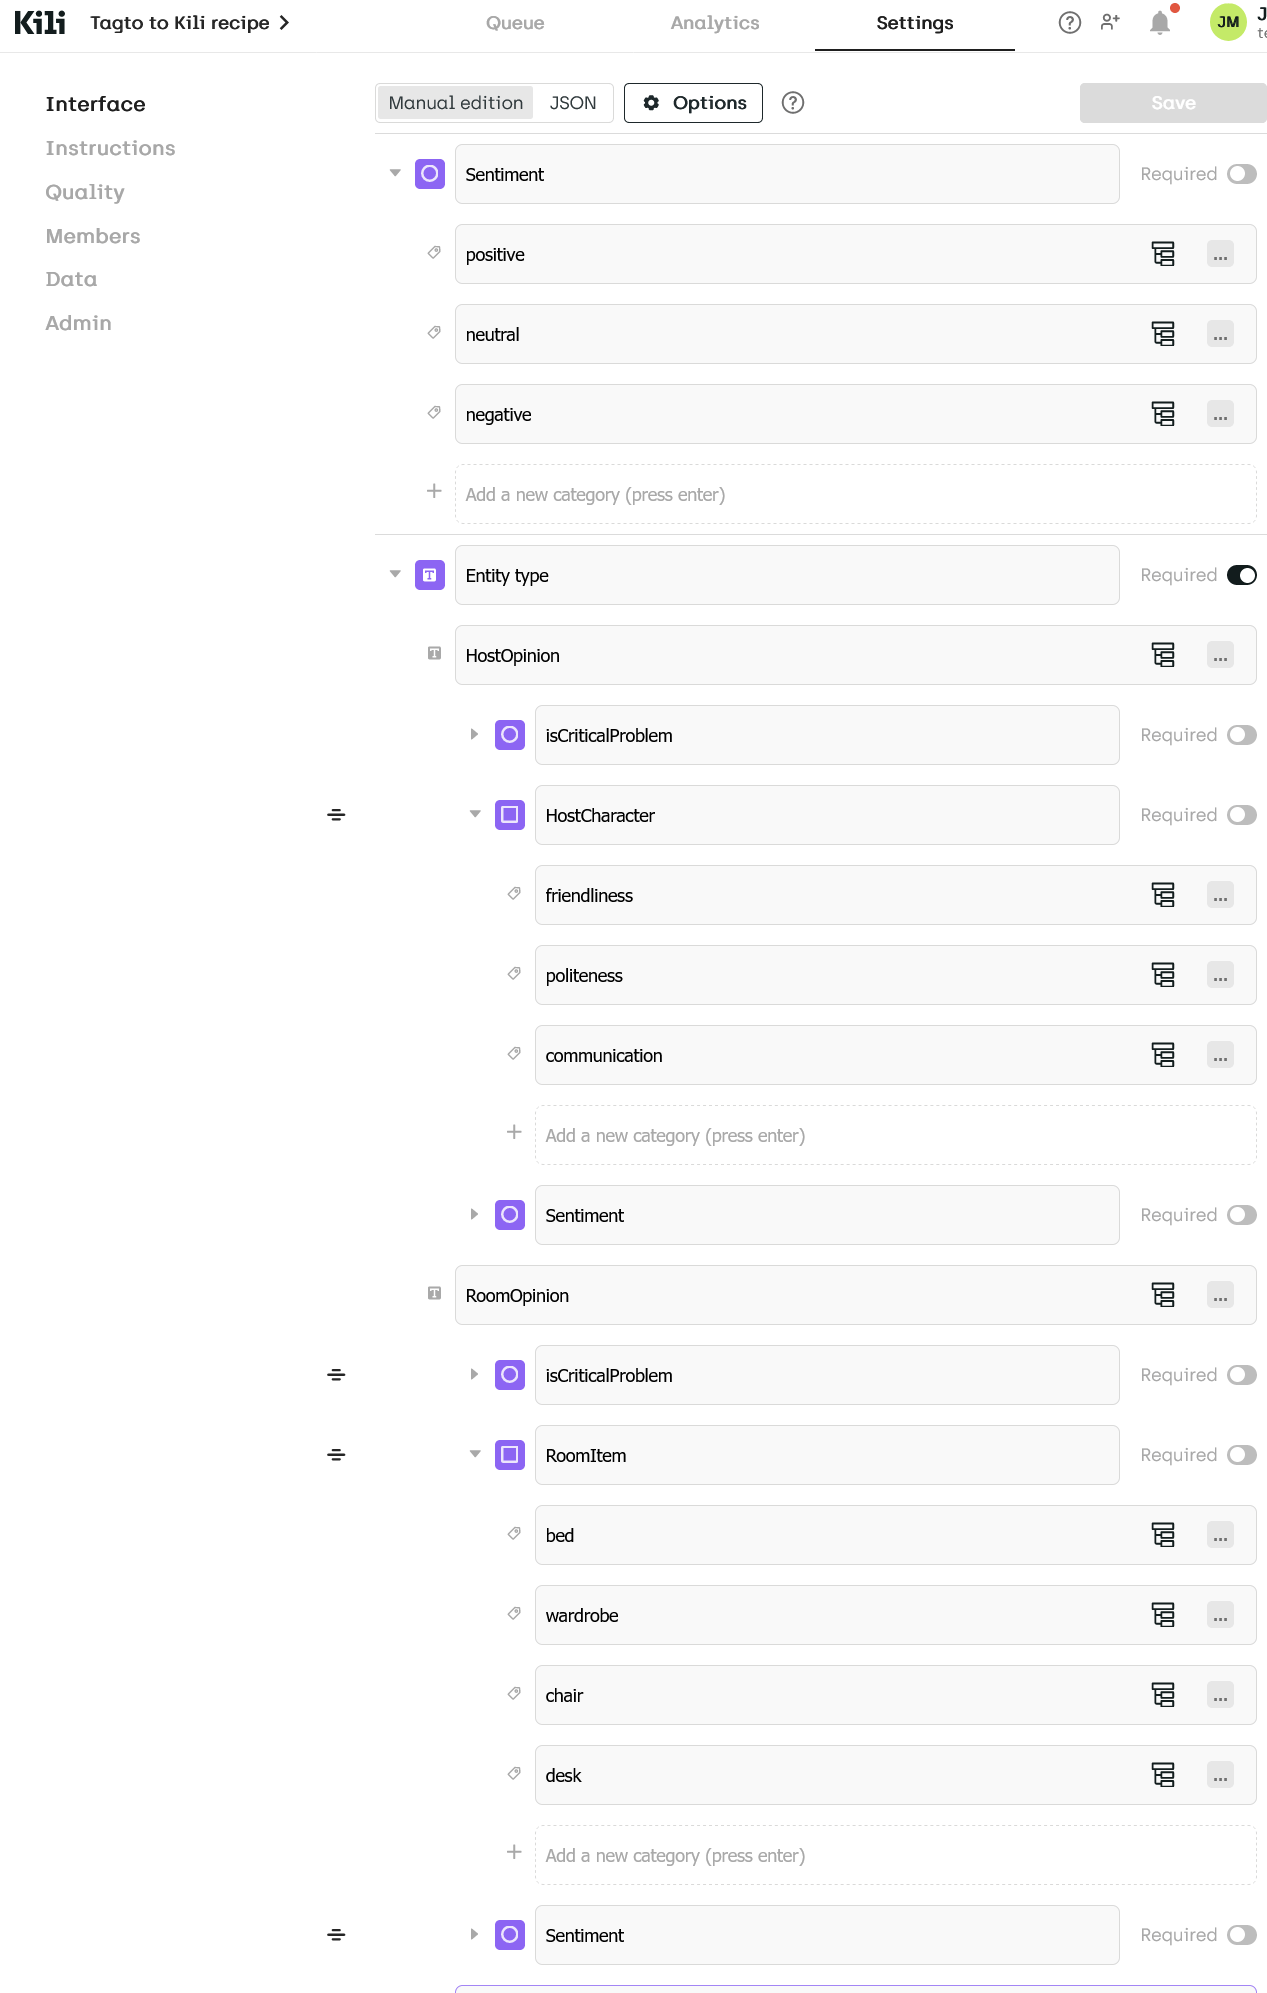 Kili Tagto to Kili recipe Queue Analytics Settings JM
Interface
Instructions
Quality
Members
Data
Admin
Manual edition JSON Options Save
Sentiment Required
positive ...
neutral ...
negative ...
Add a new category (press enter)
Entity type Required
HostOpinion ...
isCriticalProblem Required
HostCharacter Required
friendliness ...
politeness ...
communication ...
Add a new category (press enter)
Sentiment Required
RoomOpinion ...
isCriticalProblem Required
RoomItem Required
bed ...
wardrobe ...
chair ...
desk ...
Add a new category (press enter)
Sentiment Required